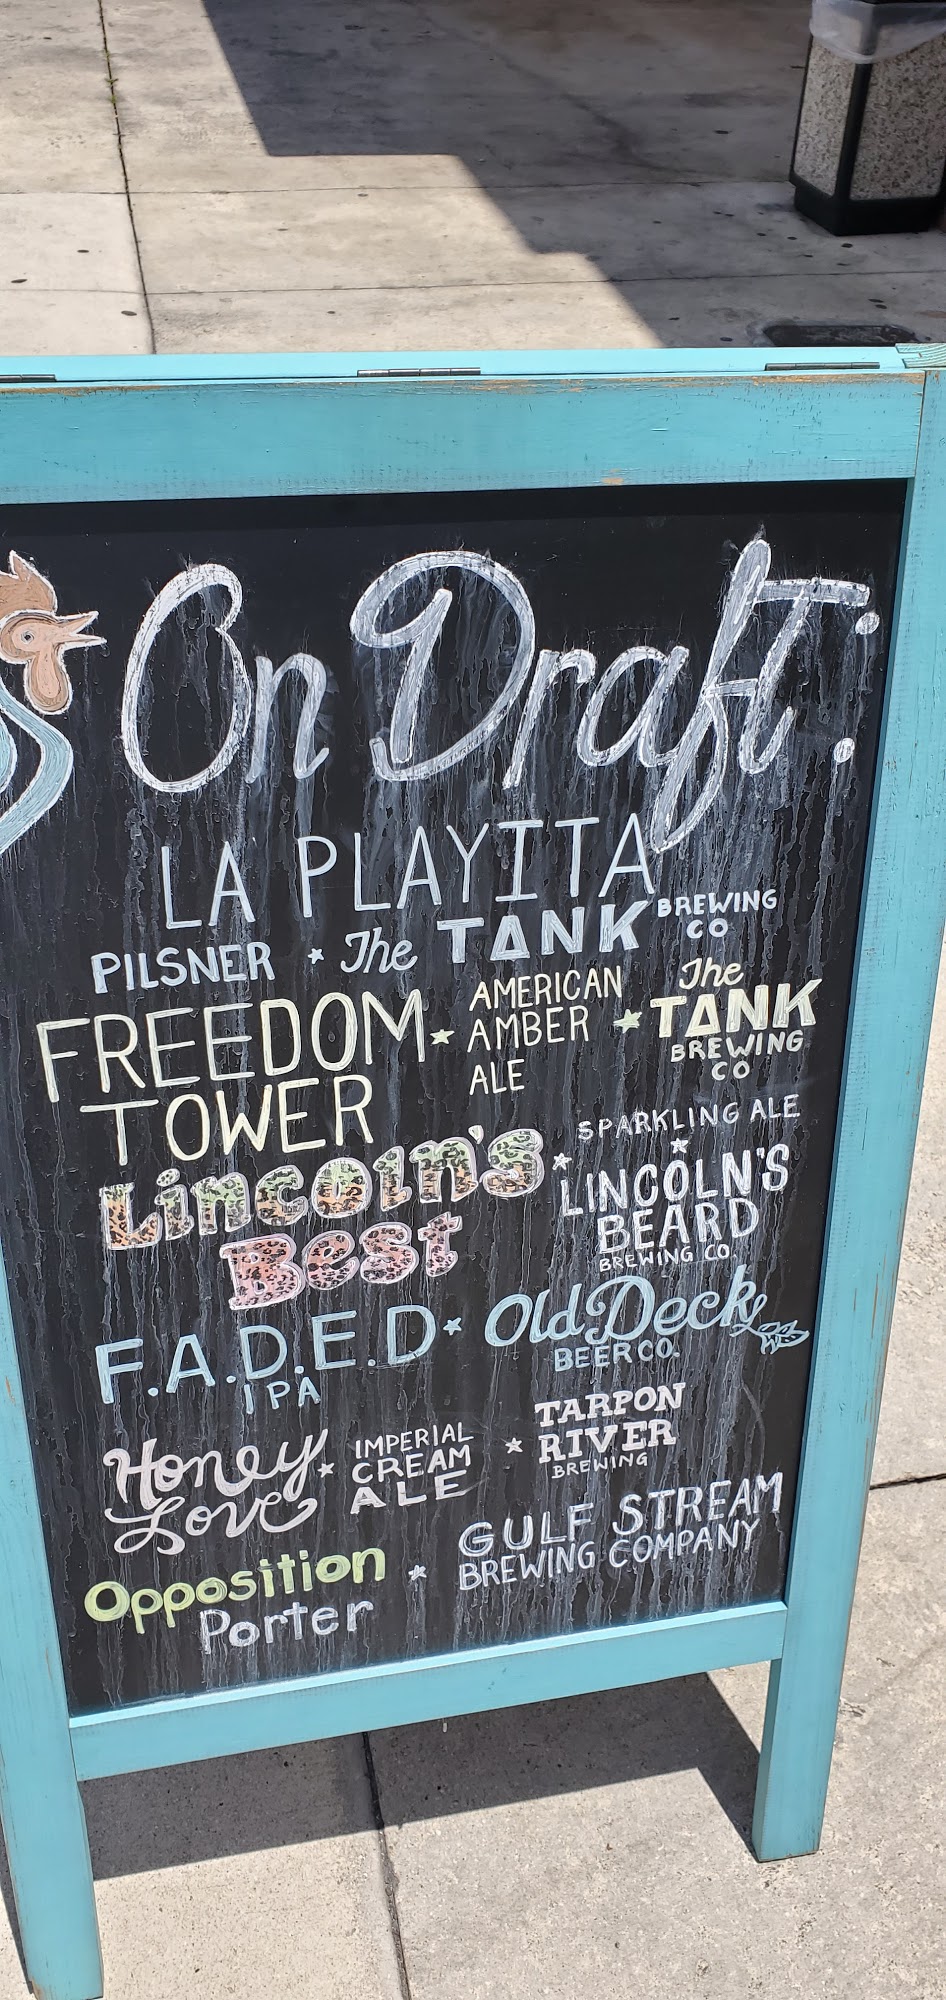 On Draft:
LA PLAYITA
PILSNER * The TANK BREWING CO
FREEDOM TOWER * AMERICAN AMBER ALE * The TANK BREWING CO
Lincoln's Best * SPARKLING ALE * LINCOLN'S BEARD BREWING CO.
F.A.D.E.D IPA * Old Deck BEER CO.
Honey Love * IMPERIAL CREAM ALE * TARPON RIVER BREWING
Opposition Porter * GULF STREAM BREWING COMPANY